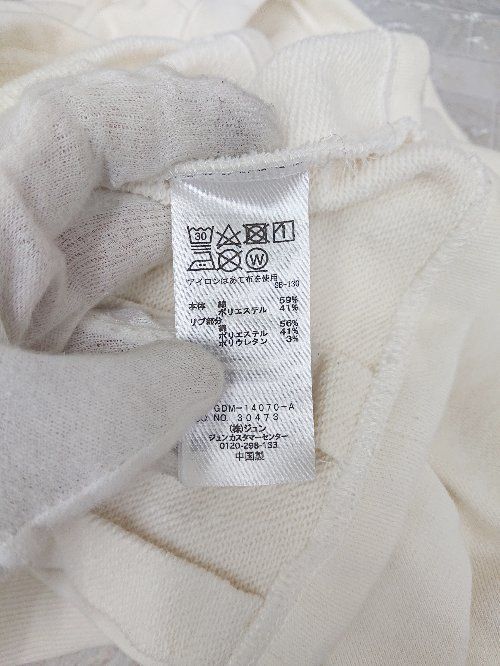 30
W
アイロンはあて布を使用
SB-130
本体 綿 59%
ポリエステル 41%
リブ部分
綿 56%
ポリエステル 41%
ポリウレタン 3%
GDM-14070-A
NO. 30473
(株)ジュン
ジュンカスタマーセンター
0120-298-133
中国製